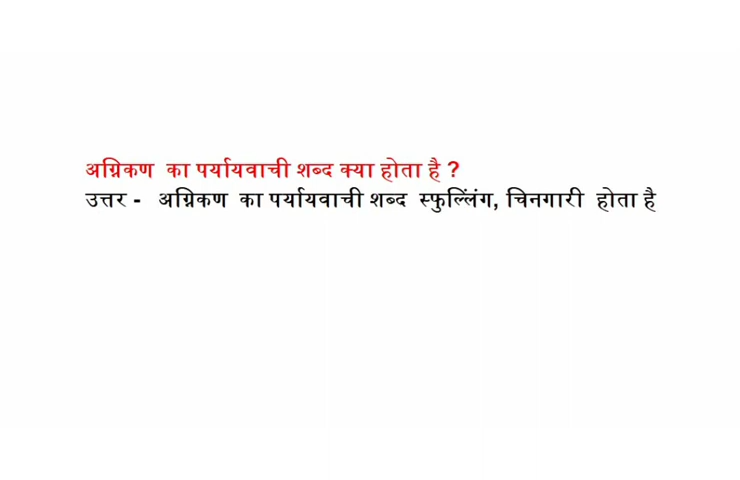 अग्निकण का पर्यायवाची शब्द क्या होता है ?
उत्तर - अग्निकण का पर्यायवाची शब्द स्फुल्लिंग, चिनगारी होता है